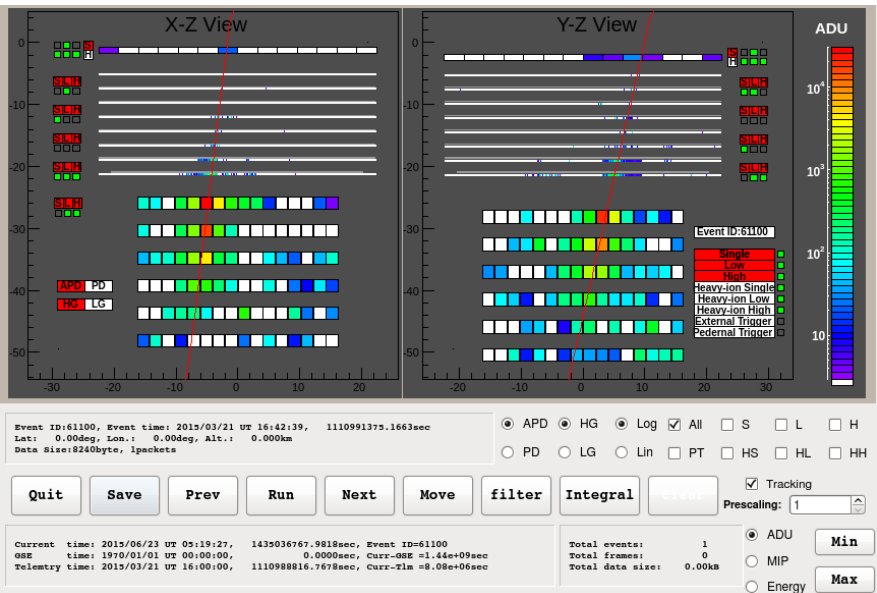 X-Z View
Y-Z View
ADU
0
-10
-20
-30
-40
-50
-30
-20
-10
0
10
20
S
H
S L H
S L H
S L H
S L H
S L H
APD PD
HG LG
0
-10
-20
-30
-40
-50
-20
-10
0
10
20
30
S
H
S L H
S L H
S L H
S L H
Event ID:61100
Single
Low
High
Heavy-ion Single
Heavy-ion Low
Heavy-ion High
External Trigger
Pedernal Trigger
10⁴
10³
10²
10
Event ID:61100, Event time: 2015/03/21 UT 16:42:39, 1110991375.1663sec
Lat: 0.00deg, Lon.: 0.00deg, Alt.: 0.000km
Data Size:8240byte, 1packets
APD HG Log All S L H
PD LG Lin PT HS HL HH
Quit Save Prev Run Next Move filter Integral Clear
Tracking
Prescaling: 1
Current time: 2015/06/23 UT 05:19:27, 1435036767.9818sec, Event ID=61100
GSE time: 1970/01/01 UT 00:00:00, 0.0000sec, Curr-GSE =1.44e+09sec
Telemtry time: 2015/03/21 UT 16:00:00, 1110988816.7678sec, Curr-Tlm =8.08e+06sec
Total events: 1
Total frames: 0
Total data size: 0.00kB
ADU
MIP
Energy
Min
Max